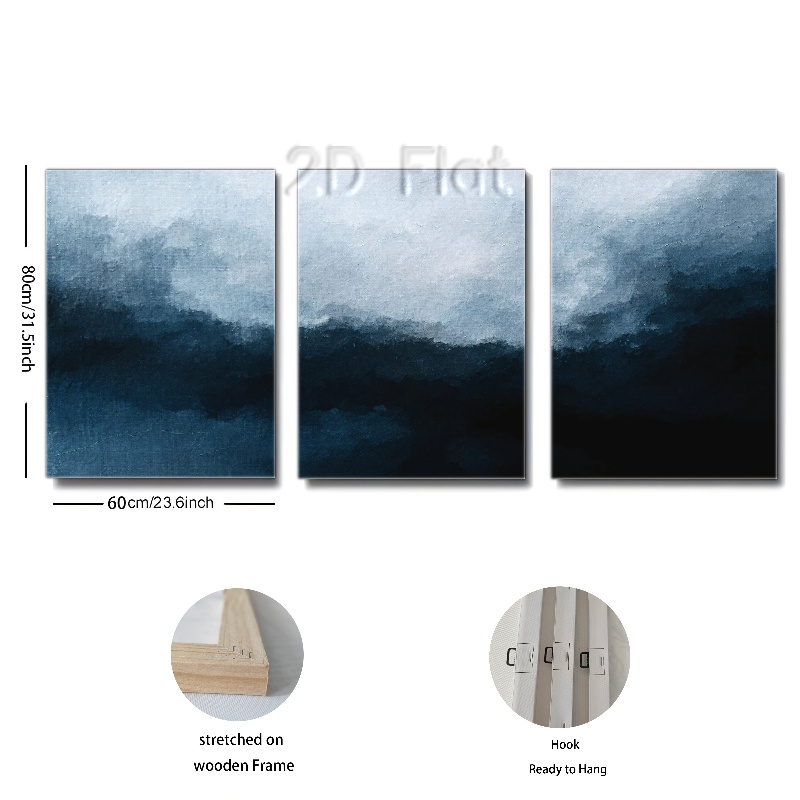 2D Flat
80cm/31.5inch
60cm/23.6inch
stretched on
wooden Frame
Hook
Ready to Hang